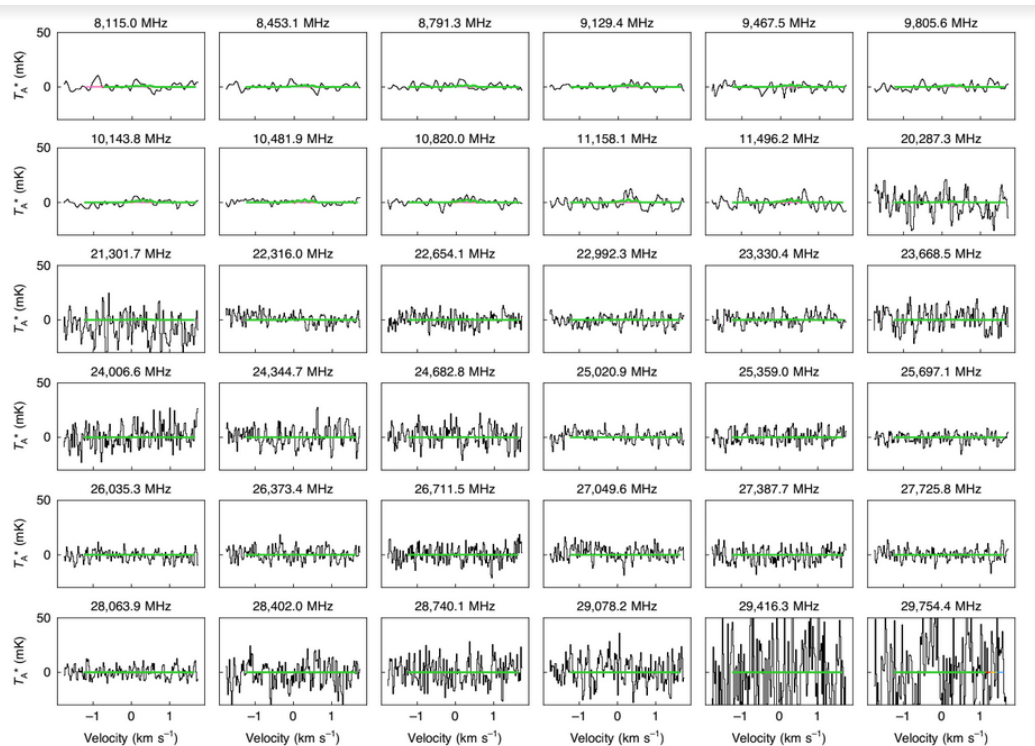 8,115.0 MHz 8,453.1 MHz 8,791.3 MHz 9,129.4 MHz 9,467.5 MHz 9,805.6 MHz
50
T_A* (mK)
0
10,143.8 MHz 10,481.9 MHz 10,820.0 MHz 11,158.1 MHz 11,496.2 MHz 20,287.3 MHz
50
T_A* (mK)
0
21,301.7 MHz 22,316.0 MHz 22,654.1 MHz 22,992.3 MHz 23,330.4 MHz 23,668.5 MHz
50
T_A* (mK)
0
24,006.6 MHz 24,344.7 MHz 24,682.8 MHz 25,020.9 MHz 25,359.0 MHz 25,697.1 MHz
50
T_A* (mK)
0
26,035.3 MHz 26,373.4 MHz 26,711.5 MHz 27,049.6 MHz 27,387.7 MHz 27,725.8 MHz
50
T_A* (mK)
0
28,063.9 MHz 28,402.0 MHz 28,740.1 MHz 29,078.2 MHz 29,416.3 MHz 29,754.4 MHz
50
T_A* (mK)
0
−1 0 1 −1 0 1 −1 0 1 −1 0 1 −1 0 1 −1 0 1
Velocity (km s⁻¹) Velocity (km s⁻¹) Velocity (km s⁻¹) Velocity (km s⁻¹) Velocity (km s⁻¹) Velocity (km s⁻¹)